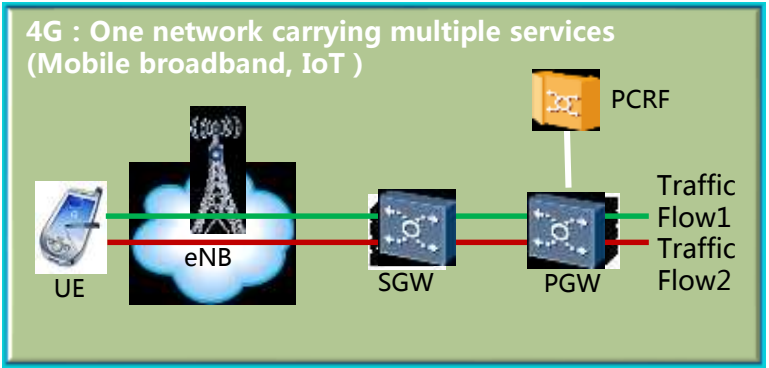 4G：One network carrying multiple services
(Mobile broadband, IoT )
PCRF
Traffic
Flow1
Traffic
Flow2
eNB
UE
SGW
PGW